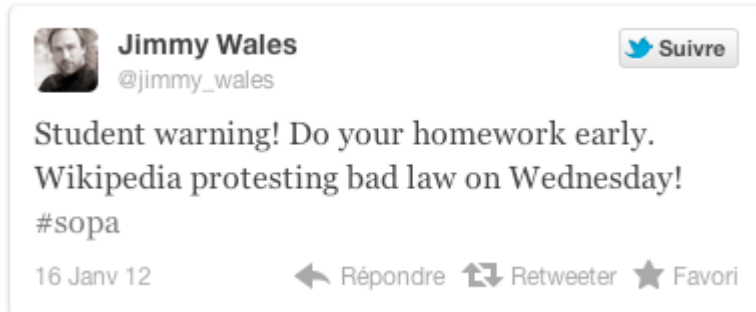 Jimmy Wales
@jimmy_wales
Suivre
Student warning! Do your homework early.
Wikipedia protesting bad law on Wednesday!
#sopa
16 Janv 12 Répondre Retweeter Favori